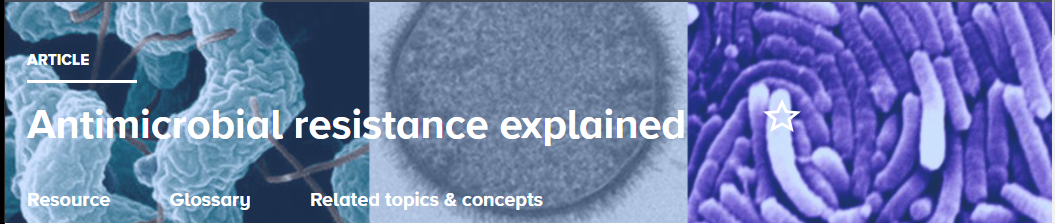 ARTICLE
Antimicrobial resistance explained
Resource Glossary Related topics & concepts